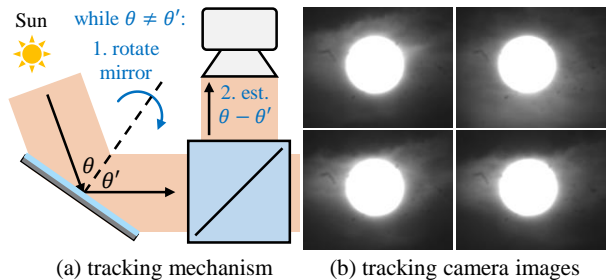 Sun
while θ ≠ θ′:
1. rotate
mirror
2. est.
θ − θ′
θ
θ′
(a) tracking mechanism
(b) tracking camera images